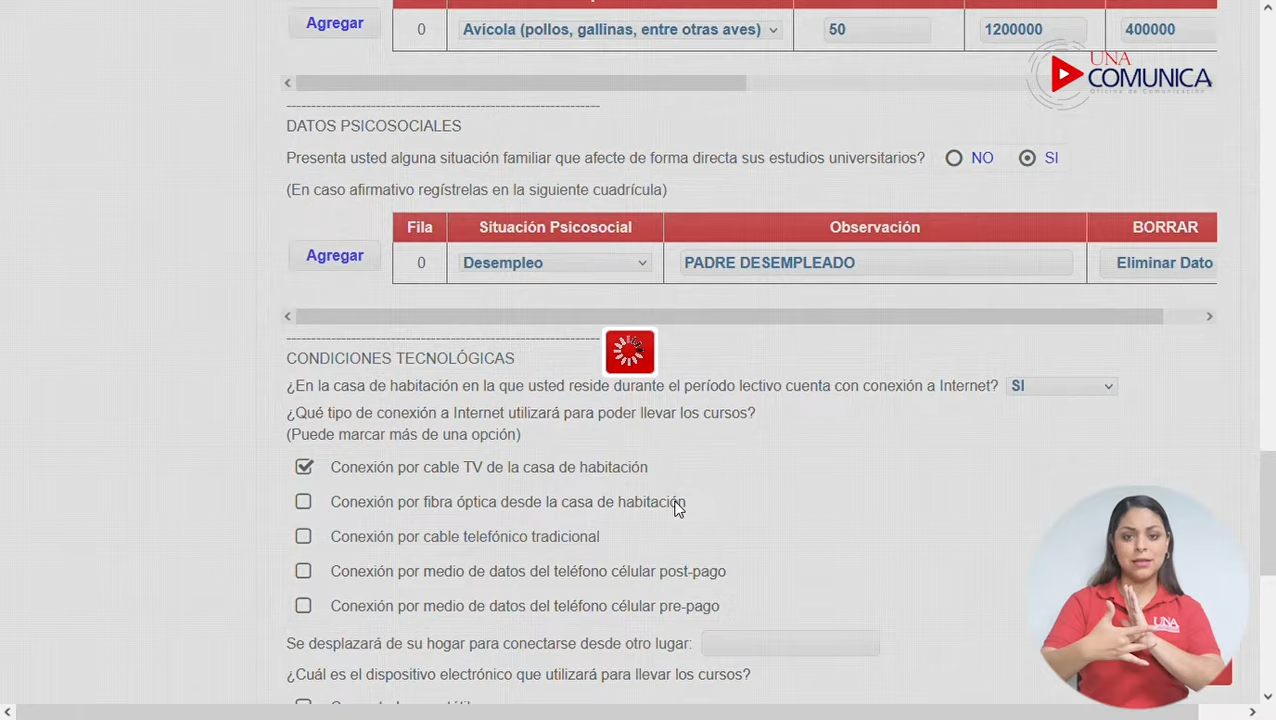 Agregar 0 Avícola (pollos, gallinas, entre otras aves) 50 1200000 400000
UNA
COMUNICA
Oficina de Comunicación
DATOS PSICOSOCIALES
Presenta usted alguna situación familiar que afecte de forma directa sus estudios universitarios? NO SI
(En caso afirmativo regístrelas en la siguiente cuadrícula)
Fila Situación Psicosocial Observación BORRAR
Agregar 0 Desempleo PADRE DESEMPLEADO Eliminar Dato
CONDICIONES TECNOLÓGICAS
¿En la casa de habitación en la que usted reside durante el período lectivo cuenta con conexión a Internet? SI
¿Qué tipo de conexión a Internet utilizará para poder llevar los cursos?
(Puede marcar más de una opción)
Conexión por cable TV de la casa de habitación
Conexión por fibra óptica desde la casa de habitación
Conexión por cable telefónico tradicional
Conexión por medio de datos del teléfono célular post-pago
Conexión por medio de datos del teléfono célular pre-pago
Se desplazará de su hogar para conectarse desde otro lugar:
¿Cuál es el dispositivo electrónico que utilizará para llevar los cursos?
UNA